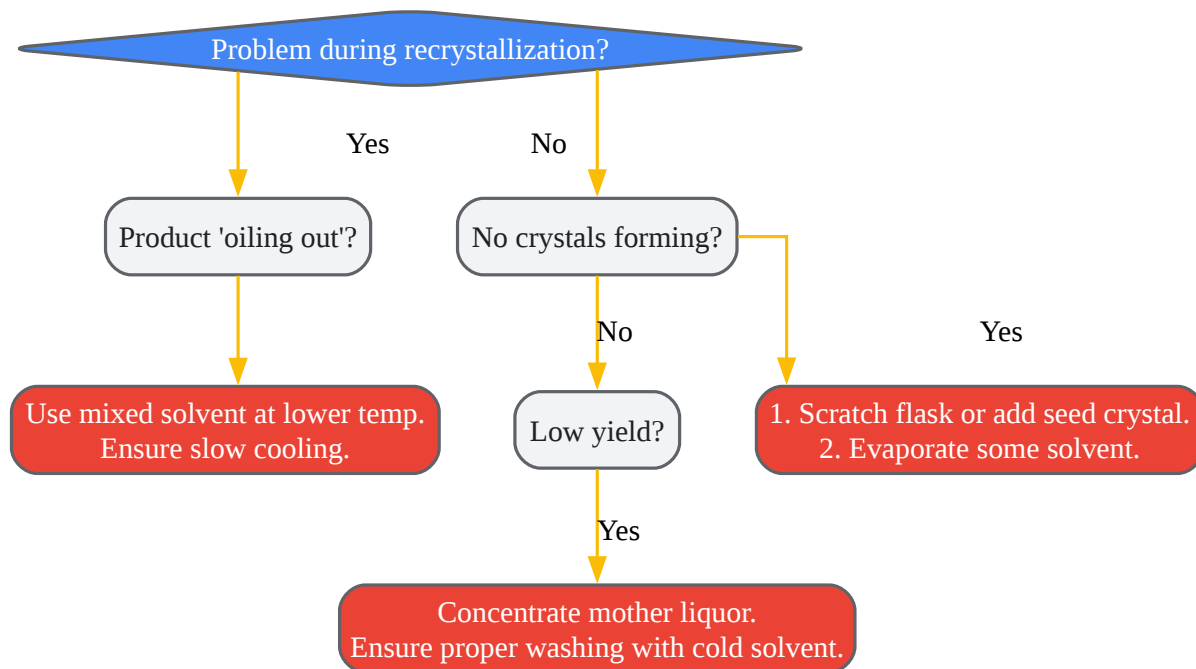 Problem during recrystallization?
Yes
No
Product 'oiling out'?
No crystals forming?
No
Yes
Use mixed solvent at lower temp.
Ensure slow cooling.
Low yield?
1. Scratch flask or add seed crystal.
2. Evaporate some solvent.
Yes
Concentrate mother liquor.
Ensure proper washing with cold solvent.